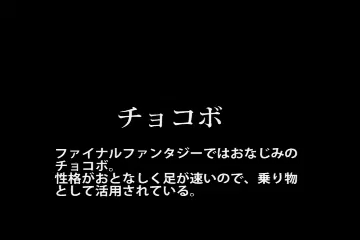 チョコボ
ファイナルファンタジーではおなじみの
チョコボ。
性格がおとなしく足が速いので、乗り物
として活用されている。